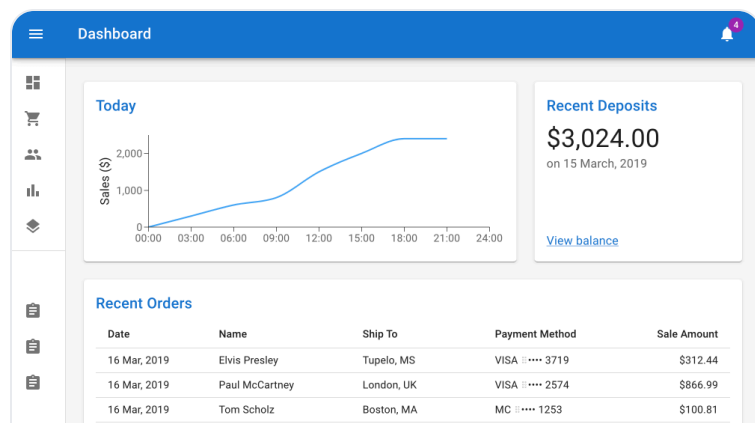 Dashboard
4
Today
Sales ($)
2,000
1,000
0
00:00 03:00 06:00 09:00 12:00 15:00 18:00 21:00 24:00
Recent Deposits
$3,024.00
on 15 March, 2019
View balance
Recent Orders
Date Name Ship To Payment Method Sale Amount
16 Mar, 2019 Elvis Presley Tupelo, MS VISA ⠿•••• 3719 $312.44
16 Mar, 2019 Paul McCartney London, UK VISA ⠿•••• 2574 $866.99
16 Mar, 2019 Tom Scholz Boston, MA MC ⠿•••• 1253 $100.81